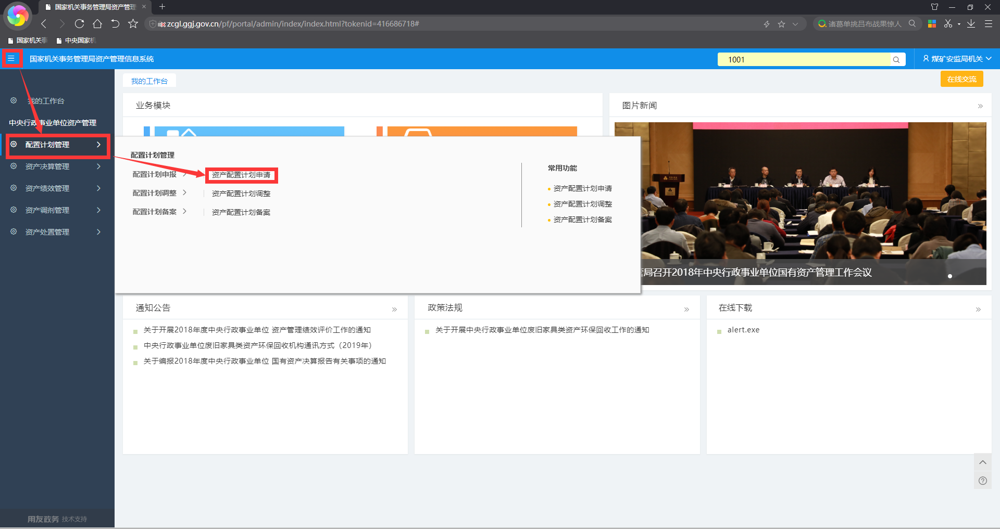 国家机关事务管理局资产管理
zcgl.ggj.gov.cn/pf/portal/admin/index/index.html?tokenid=416686718#
诸葛单挑吕布战果惊人
国家机关事
中央国家机
国家机关事务管理局资产管理信息系统
1001
煤矿安监局机关
我的工作台
在线交流
我的工作台
中央行政事业单位资产管理
配置计划管理
资产决算管理
资产绩效管理
资产调剂管理
资产处置管理
业务模块
图片新闻
配置计划管理
配置计划申报
资产配置计划申请
配置计划调整
资产配置计划调整
配置计划备案
资产配置计划备案
常用功能
资产配置计划申请
资产配置计划调整
资产配置计划备案
局召开2018年中央行政事业单位国有资产管理工作会议
通知公告
关于开展2018年度中央行政事业单位 资产管理绩效评价工作的通知
中央行政事业单位废旧家具类资产环保回收机构通讯方式（2019年）
关于编报2018年度中央行政事业单位 国有资产决算报告有关事项的通知
政策法规
关于开展中央行政事业单位废旧家具类资产环保回收工作的通知
在线下载
alert.exe
用友政务 技术支持